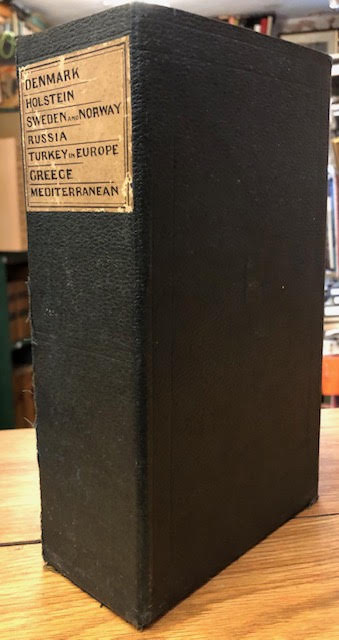 DENMARK
HOLSTEIN
SWEDEN AND NORWAY
RUSSIA
TURKEY IN EUROPE
GREECE
MEDITERRANEAN